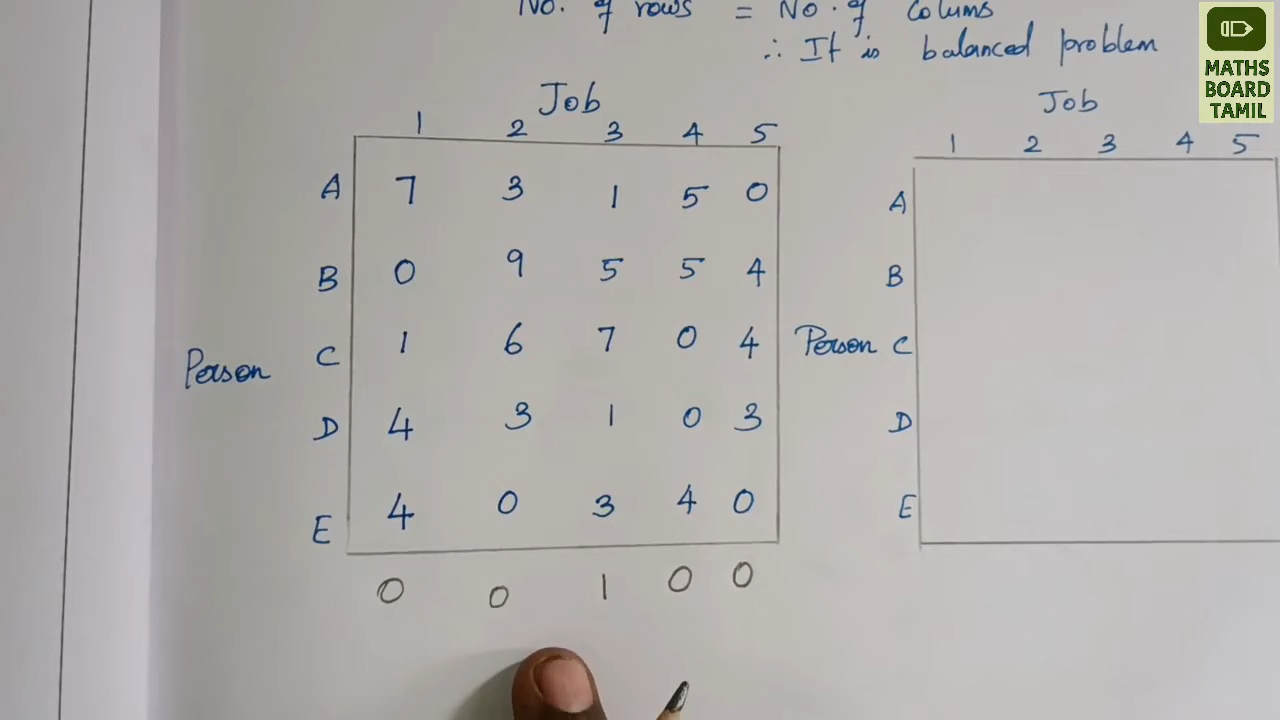 No. of rows = No. of Colums
∴ It is balanced problem
MATHS
BOARD
TAMIL
Job
1 2 3 4 5
A 7 3 1 5 0
B 0 9 5 5 4
C 1 6 7 0 4
Person
D 4 3 1 0 3
E 4 0 3 4 0
0 0 1 0 0
Job
1 2 3 4 5
A
B
Person C
D
E